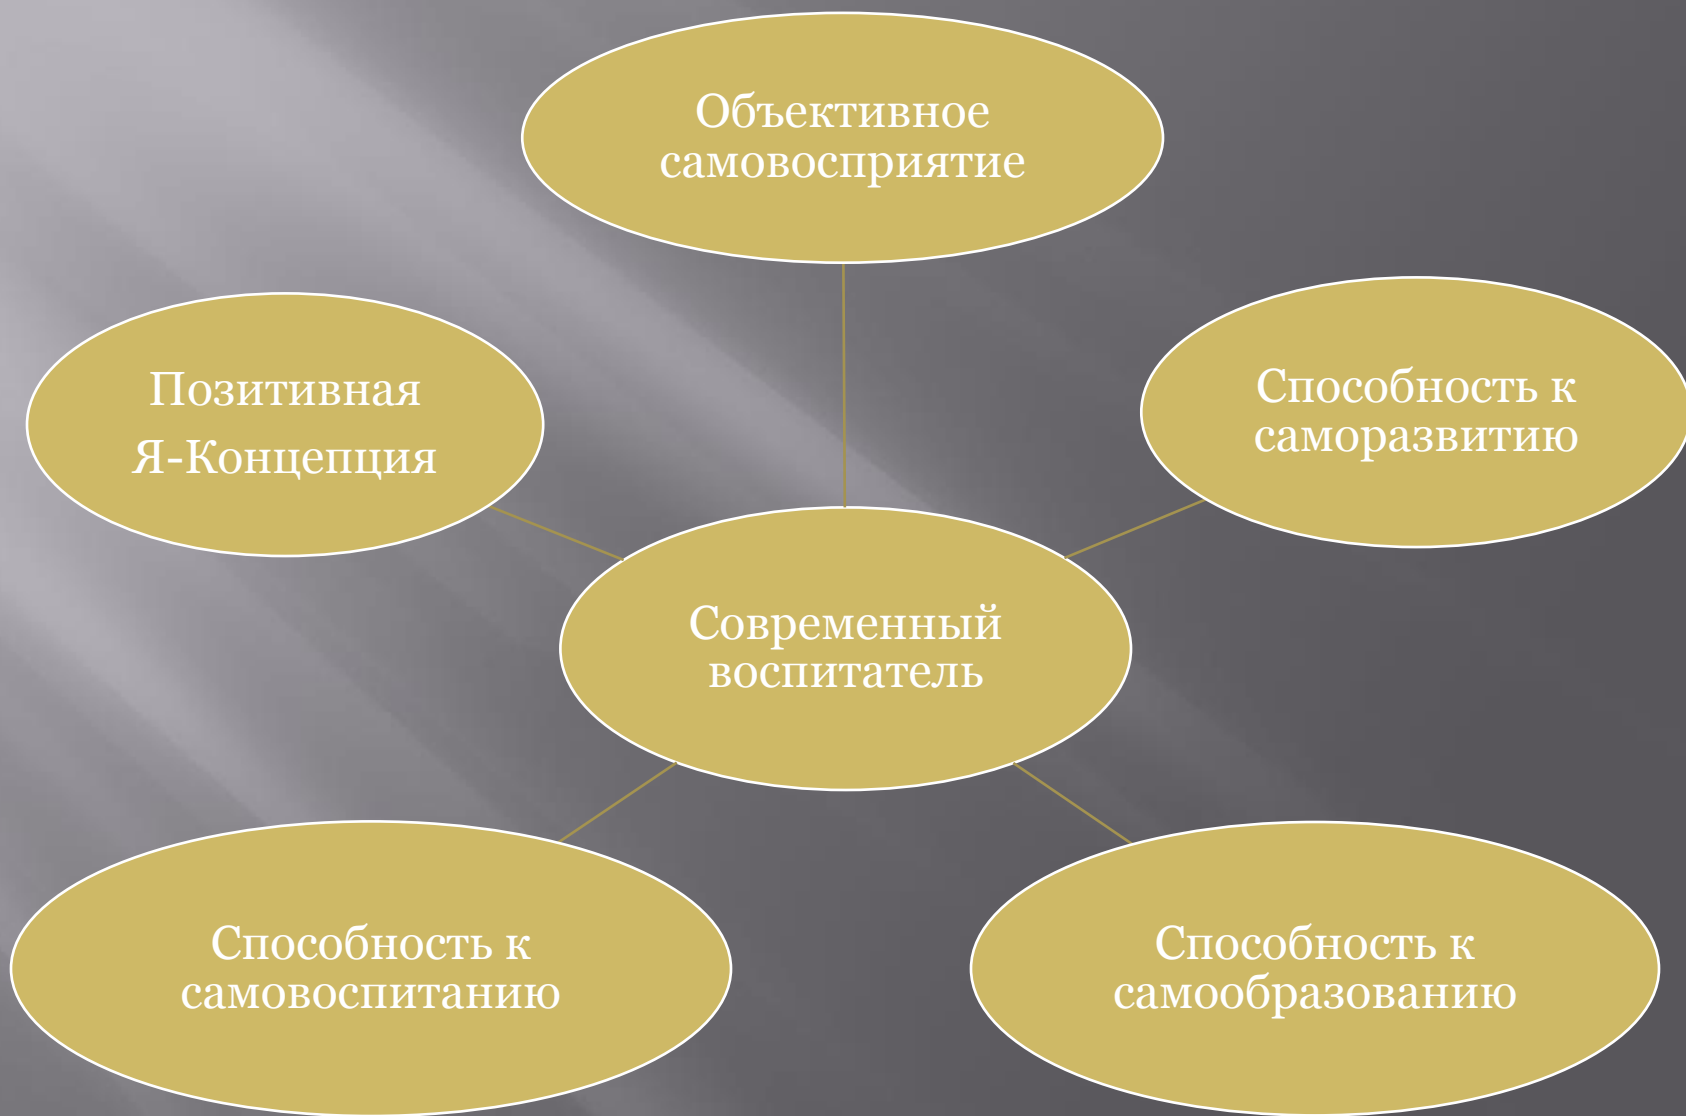 Объективное
самовосприятие
Позитивная
Я-Концепция
Способность к
саморазвитию
Современный
воспитатель
Способность к
самовоспитанию
Способность к
самообразованию